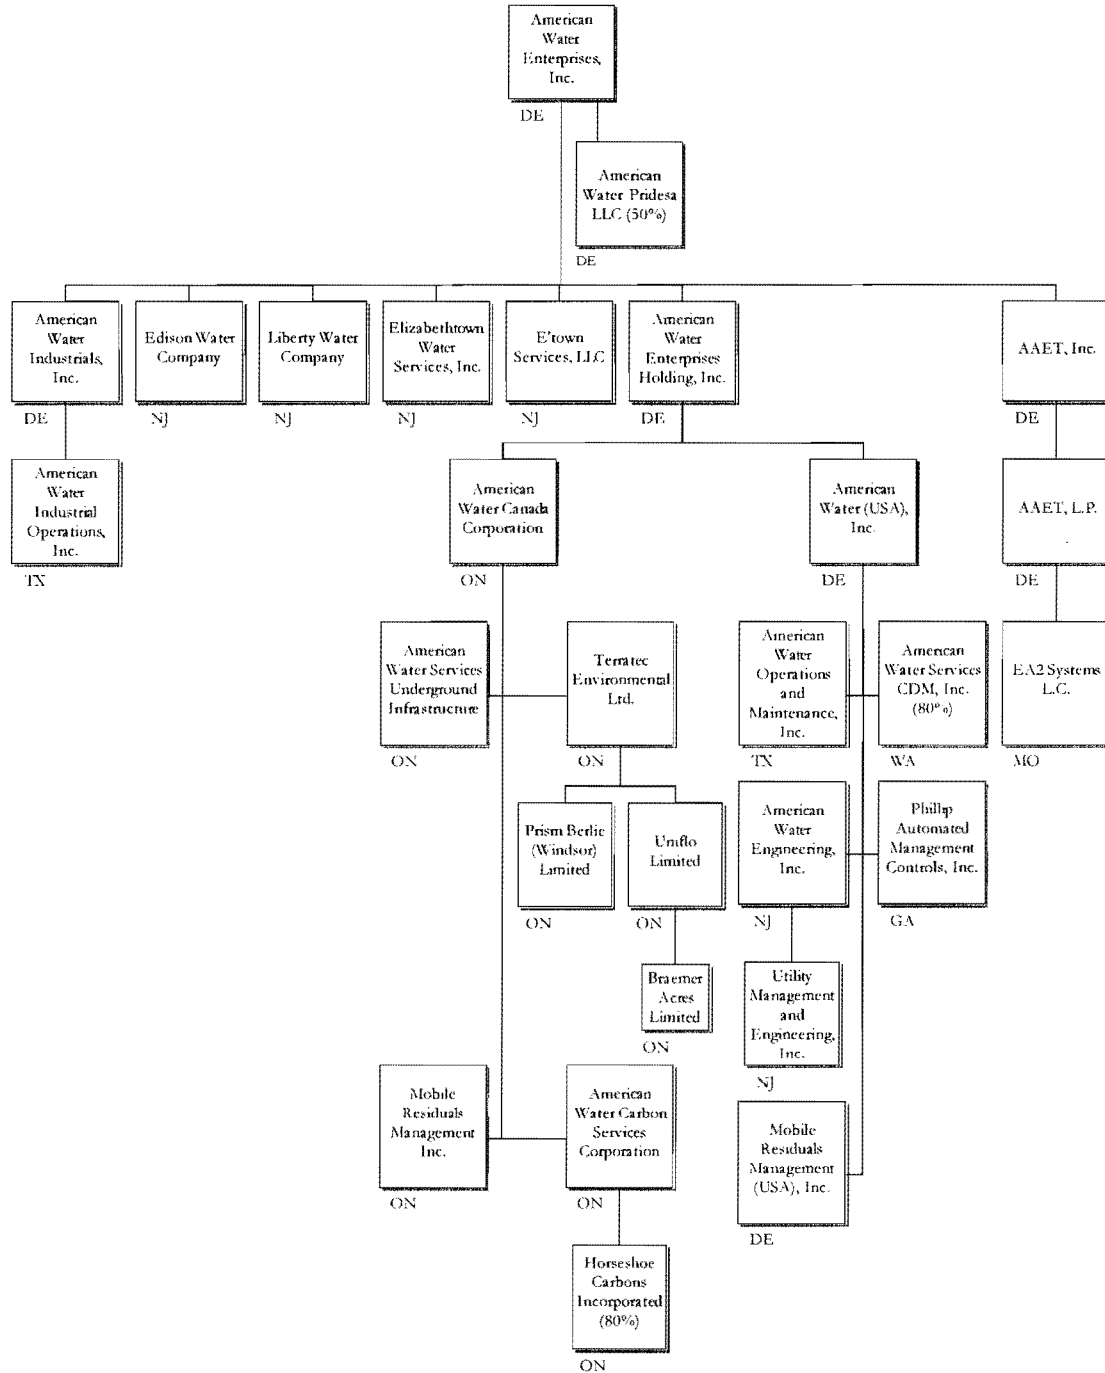 American
Water
Enterprises,
Inc.
DE
American
Water Pridesa
LLC (50%)
DE
American
Water
Industrials,
Inc.
DE
Edison Water
Company
NJ
Liberty Water
Company
NJ
Elizabethtown
Water
Services, Inc.
NJ
E'town
Services, LLC
NJ
American
Water
Enterprises
Holding, Inc.
DE
AAET, Inc.
DE
American
Water
Industrial
Operations,
Inc.
TX
American
Water Canada
Corporation
ON
American
Water (USA),
Inc.
DE
AAET, L.P.
DE
American
Water Services
Underground
Infrastructure
ON
Terratec
Environmental
Ltd.
ON
American
Water
Operations
and
Maintenance,
Inc.
TX
American
Water Services
CDM, Inc.
(80%)
WA
EA2 Systems
L.C.
MO
Prism Berlie
(Windsor)
Limited
ON
Uniflo
Limited
ON
American
Water
Engineering,
Inc.
NJ
Phillip
Automated
Management
Controls, Inc.
GA
Braemer
Acres
Limited
ON
Utility
Management
and
Engineering,
Inc.
NJ
Mobile
Residuals
Management
Inc.
ON
American
Water Carbon
Services
Corporation
ON
Mobile
Residuals
Management
(USA), Inc.
DE
Horseshoe
Carbons
Incorporated
(80%)
ON